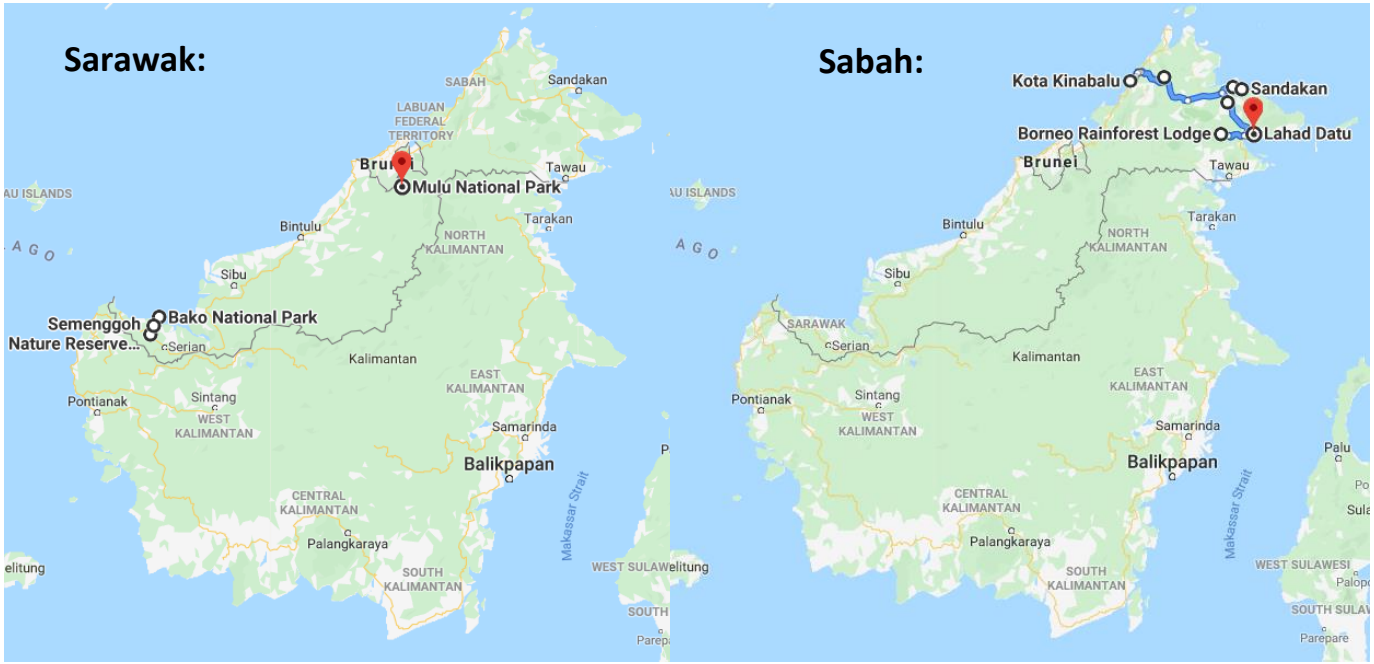 Sarawak:
SABAH
Sandakan
LABUAN
FEDERAL
TERRITORY
Brunei
Mulu National Park
Tawau
Tarakan
AU ISLANDS
LAGO
Bintulu
NORTH
KALIMANTAN
Sibu
Bako National Park
Semenggoh
Nature Reserve...
Serian
Kalimantan
EAST
KALIMANTAN
Pontianak
Sintang
WEST
KALIMANTAN
Samarinda
Balikpapan
P
CENTRAL
KALIMANTAN
Makassar Strait
Palangkaraya
elitung
SOUTH
KALIMANTAN
WEST SULAW
SOUTH
Parep
Sabah:
Kota Kinabalu
Sandakan
Borneo Rainforest Lodge
Lahad Datu
Brunei
Tawau
AU ISLANDS
AGO
Bintulu
Tarakan
NORTH
KALIMANTAN
Sibu
SARAWAK
Serian
Kalimantan
EAST
KALIMANTAN
Pontianak
Sintang
WEST
KALIMANTAN
Samarinda
Palu
Balikpapan
Po
CENTRAL
KALIMANTAN
Sula
Makassar Strait
Palangkaraya
elitung
SOUTH
KALIMANTAN
WEST SULAWESI
Palopo
SOUTH SULAW
Parepare